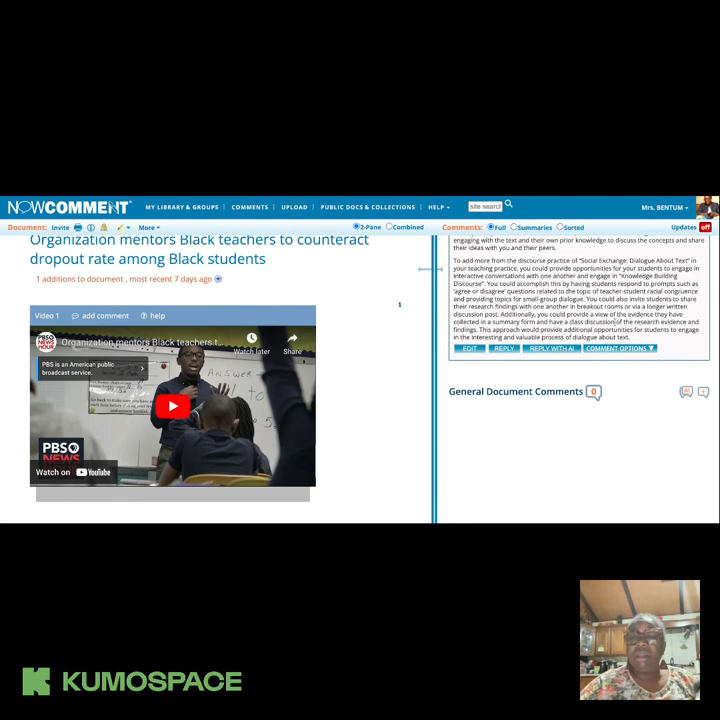 NOWCOMMENT
MY LIBRARY & GROUPS | COMMENTS | UPLOAD | PUBLIC DOCS & COLLECTIONS | HELP
site search
Mrs. BENTUM
Document: Invite
More
2-Pane Combined
Comments: Full Summaries Sorted
Updates off
Organization mentors Black teachers to counteract
dropout rate among Black students
1 additions to document , most recent 7 days ago
1
Video 1 add comment help
PBS NEWS HOUR
Organization mentors Black teachers t...
Watch later
Share
PBS is an American public
broadcast service.
ANSWER
PBS
NEWS
Watch on YouTube
engaging with the text and their own prior knowledge to discuss the concepts and share
their ideas with you and their peers.
To add more from the discourse practice of "Social Exchange: Dialogue About Text" in
your teaching practice, you could provide opportunities for your students to engage in
interactive conversations with one another and engage in "Knowledge Building
Discourse". You could accomplish this by having students respond to prompts such as
'agree or disagree' questions related to the topic of teacher-student racial congruence
and providing topics for small-group dialogue. You could also invite students to share
their research findings with one another in breakout rooms or via a longer written
discussion post. Additionally, you could provide a view of the evidence they have
collected in a summary form and have a class discussion of the research evidence and
findings. This approach would provide additional opportunities for students to engage
in the interesting and valuable process of dialogue about text.
EDIT REPLY REPLY WITH AI COMMENT OPTIONS
General Document Comments 0
AI
KUMOSPACE